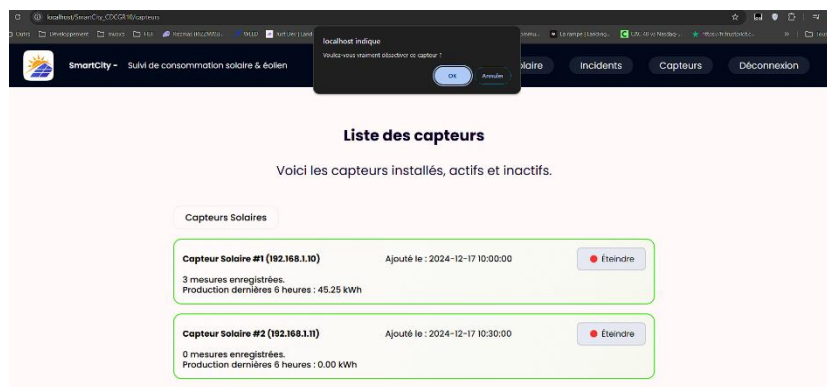 localhost/SmartCity_CDCGR10/capteurs
Développement
localhost indique
Voulez-vous vraiment désactiver ce capteur ?
OK
Annuler
SmartCity - Suivi de consommation solaire & éolien
olaire
Incidents
Capteurs
Déconnexion
Liste des capteurs
Voici les capteurs installés, actifs et inactifs.
Capteurs Solaires
Capteur Solaire #1 (192.168.1.10)
Ajouté le : 2024-12-17 10:00:00
Éteindre
3 mesures enregistrées.
Production dernières 6 heures : 45.25 kWh
Capteur Solaire #2 (192.168.1.11)
Ajouté le : 2024-12-17 10:30:00
Éteindre
0 mesures enregistrées.
Production dernières 6 heures : 0.00 kWh